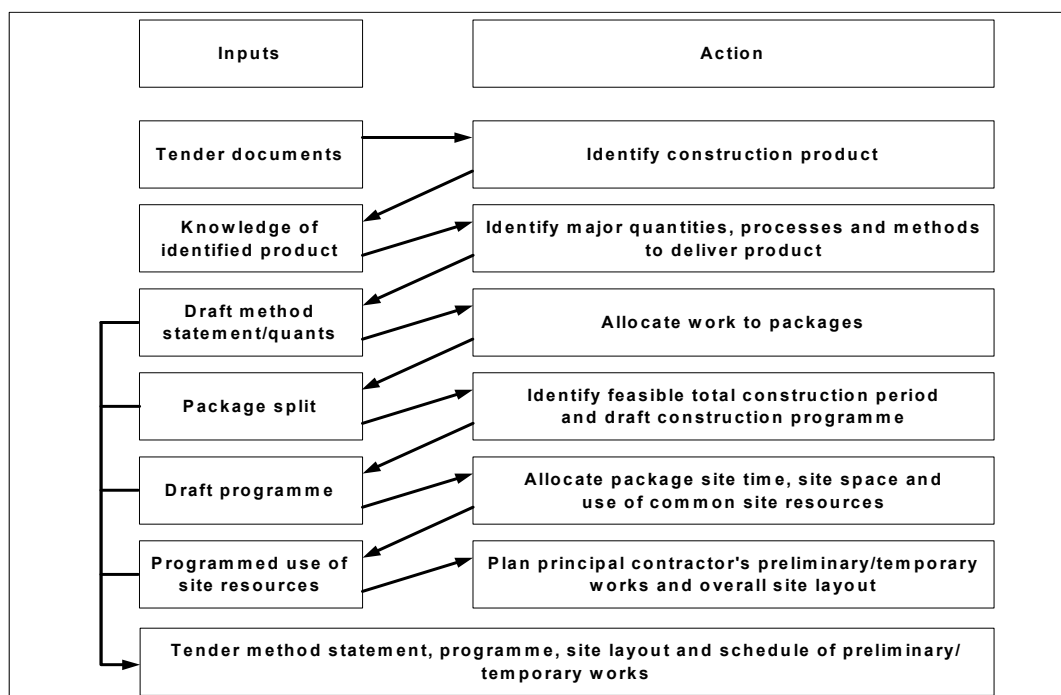 Inputs
Action
Tender documents
Identify construction product
Knowledge of
identified product
Identify major quantities, processes and methods
to deliver product
Draft method
statement/quants
Allocate work to packages
Package split
Identify feasible total construction period
and draft construction programme
Draft programme
Allocate package site time, site space and
use of common site resources
Programmed use of
site resources
Plan principal contractor's preliminary/temporary
works and overall site layout
Tender method statement, programme, site layout and schedule of preliminary/
temporary works